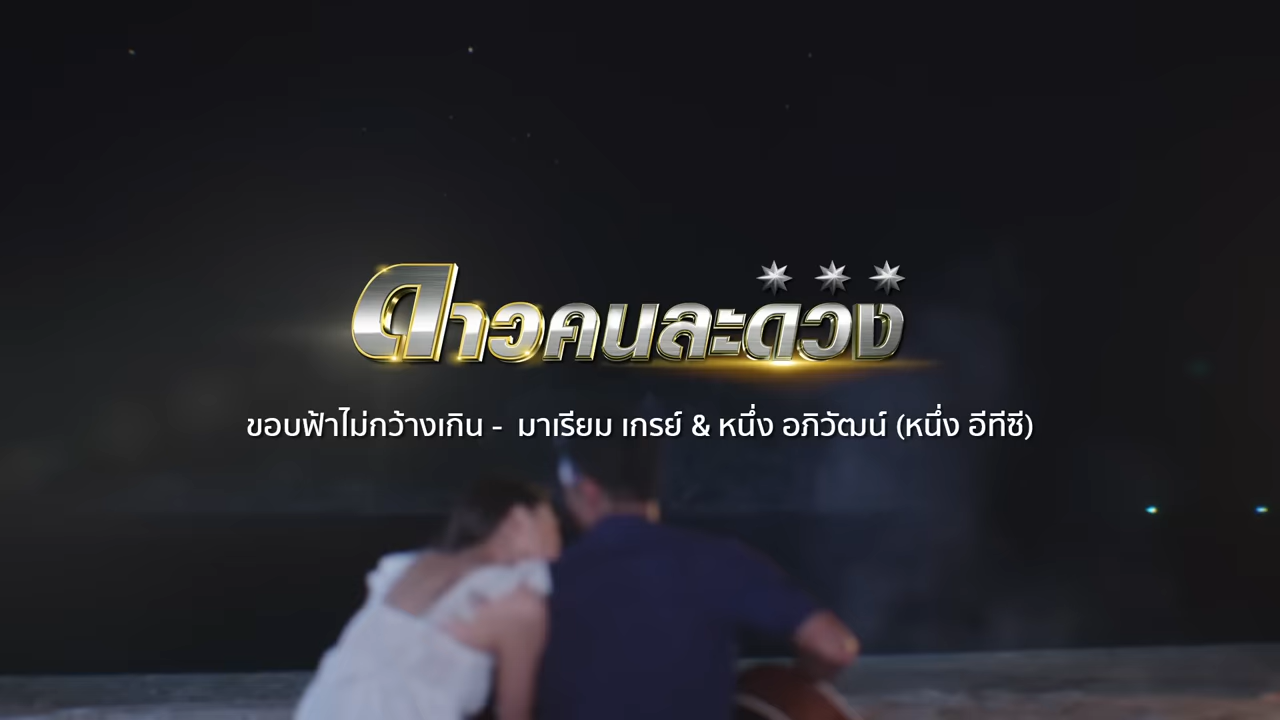 ดาวคนละดวง
ขอบฟ้าไม่กว้างเกิน - มาเรียม เกรย์ & หนึ่ง อภิวัฒน์ (หนึ่ง อีทีซี)